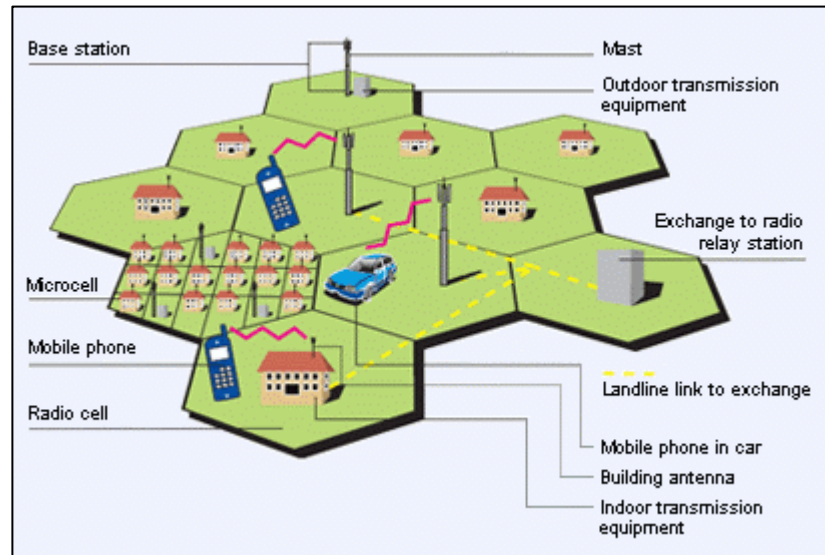 Base station
Mast
Outdoor transmission
equipment
Exchange to radio
relay station
Microcell
Mobile phone
Landline link to exchange
Radio cell
Mobile phone in car
Building antenna
Indoor transmission
equipment